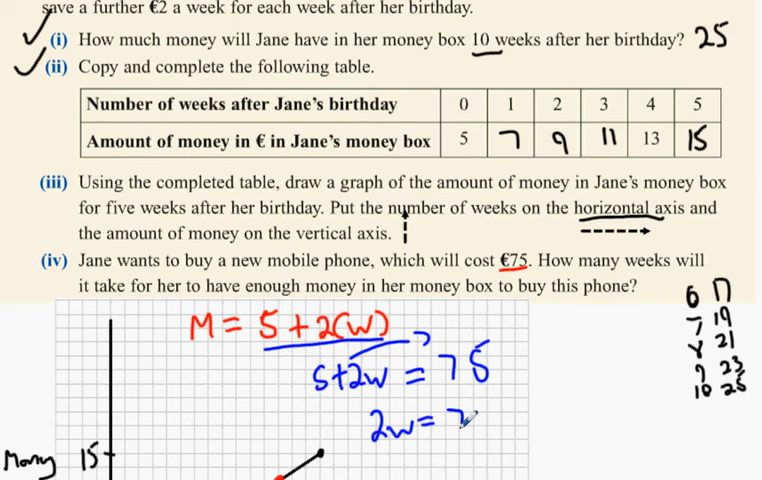 save a further €2 a week for each week after her birthday.
(i) How much money will Jane have in her money box 10 weeks after her birthday? 25
(ii) Copy and complete the following table.
Number of weeks after Jane's birthday 0 1 2 3 4 5
Amount of money in € in Jane's money box 5 7 9 11 13 15
(iii) Using the completed table, draw a graph of the amount of money in Jane's money box
for five weeks after her birthday. Put the number of weeks on the horizontal axis and
the amount of money on the vertical axis.
(iv) Jane wants to buy a new mobile phone, which will cost €75. How many weeks will
it take for her to have enough money in her money box to buy this phone?
6 17
7 19
8 21
9 23
10 25
M = 5 + 2(w)
5+2w = 75
2w = 7
Money 15